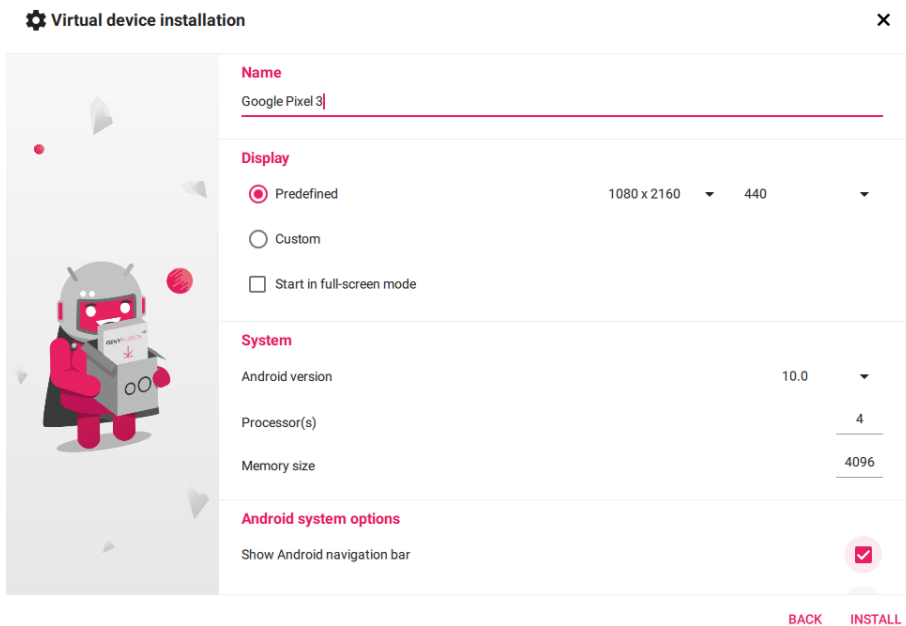 Virtual device installation
Name
Google Pixel 3
Display
Predefined 1080 x 2160 440
Custom
Start in full-screen mode
System
Android version 10.0
Processor(s) 4
Memory size 4096
Android system options
Show Android navigation bar
BACK INSTALL